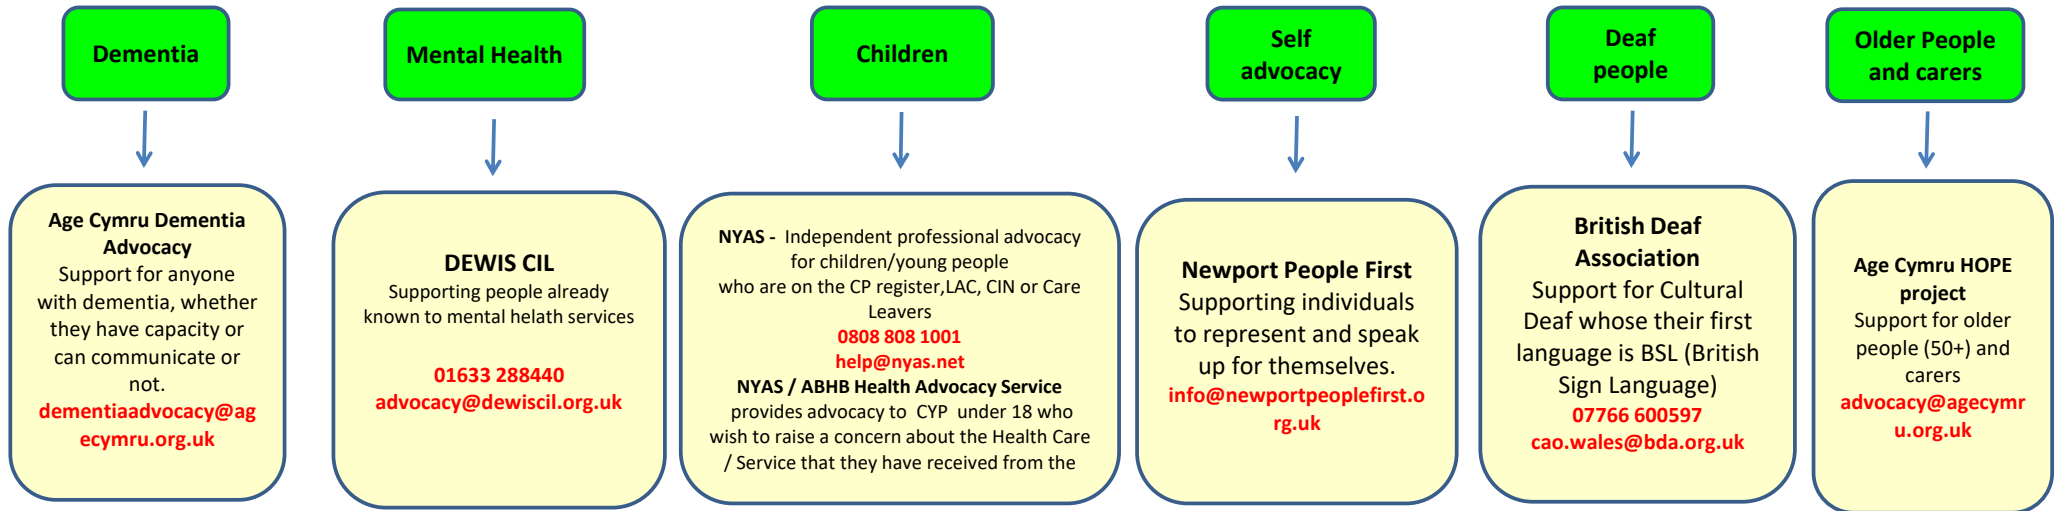 Dementia
Mental Health
Children
Self
advocacy
Deaf
people
Older People
and carers
Age Cymru Dementia
Advocacy
Support for anyone
with dementia, whether
they have capacity or
can communicate or
not.
dementiaadvocacy@ag
ecymru.org.uk
DEWIS CIL
Supporting people already
known to mental helath services
01633 288440
advocacy@dewiscil.org.uk
NYAS - Independent professional advocacy
for children/young people
who are on the CP register,LAC, CIN or Care
Leavers
0808 808 1001
help@nyas.net
NYAS / ABHB Health Advocacy Service
provides advocacy to CYP under 18 who
wish to raise a concern about the Health Care
/ Service that they have received from the
Newport People First
Supporting individuals
to represent and speak
up for themselves.
info@newportpeoplefirst.o
rg.uk
British Deaf
Association
Support for Cultural
Deaf whose their first
language is BSL (British
Sign Language)
07766 600597
cao.wales@bda.org.uk
Age Cymru HOPE
project
Support for older
people (50+) and
carers
advocacy@agecymr
u.org.uk